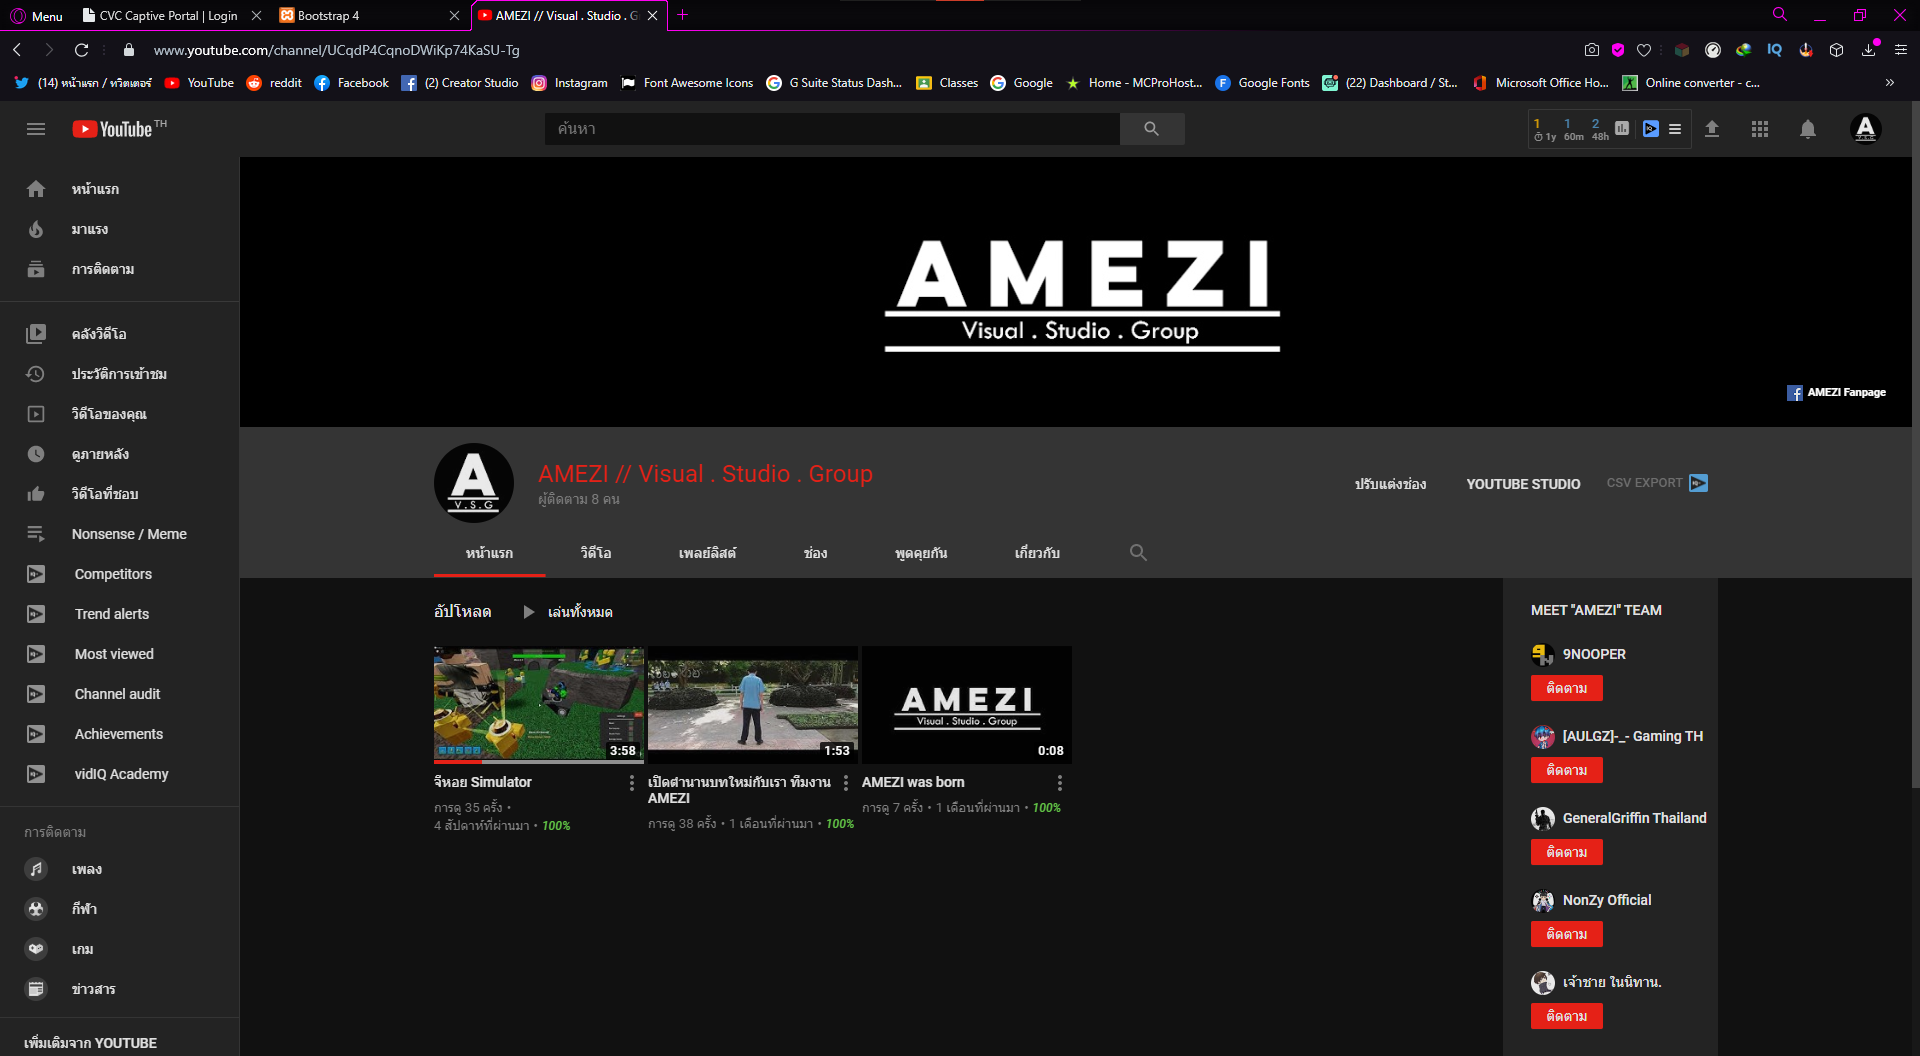 Menu
CVC Captive Portal | Login
Bootstrap 4
AMEZI // Visual . Studio . G
www.youtube.com/channel/UCqdP4CqnoDWiKp74KaSU-Tg
(14) หน้าแรก / ทวิตเตอร์
YouTube
reddit
Facebook
(2) Creator Studio
Instagram
Font Awesome Icons
G Suite Status Dash...
Classes
Google
Home - MCProHost...
Google Fonts
(22) Dashboard / St...
Microsoft Office Ho...
Online converter - c...
»
YouTube TH
ค้นหา
1 1 2
1y 60m 48h
หน้าแรก
มาแรง
การติดตาม
คลังวิดีโอ
ประวัติการเข้าชม
วิดีโอของคุณ
ดูภายหลัง
วิดีโอที่ชอบ
Nonsense / Meme
Competitors
Trend alerts
Most viewed
Channel audit
Achievements
vidIQ Academy
การติดตาม
เพลง
กีฬา
เกม
ข่าวสาร
เพิ่มเติมจาก YOUTUBE
AMEZI
Visual . Studio . Group
AMEZI Fanpage
A
V.S.G
AMEZI // Visual . Studio . Group
ผู้ติดตาม 8 คน
ปรับแต่งช่อง
YOUTUBE STUDIO
CSV EXPORT
หน้าแรก
วิดีโอ
เพลย์ลิสต์
ช่อง
พูดคุยกัน
เกี่ยวกับ
อัปโหลด
เล่นทั้งหมด
3:58
จีหอย Simulator
การดู 35 ครั้ง •
4 สัปดาห์ที่ผ่านมา • 100%
1:53
เปิดตำนานบทใหม่กับเรา ทีมงาน
AMEZI
การดู 38 ครั้ง • 1 เดือนที่ผ่านมา • 100%
AMEZI
Visual . Studio . Group
0:08
AMEZI was born
การดู 7 ครั้ง • 1 เดือนที่ผ่านมา • 100%
MEET "AMEZI" TEAM
9NOOPER
ติดตาม
[AULGZ]-_- Gaming TH
ติดตาม
GeneralGriffin Thailand
ติดตาม
NonZy Official
ติดตาม
เจ้าชาย ในนิทาน.
ติดตาม